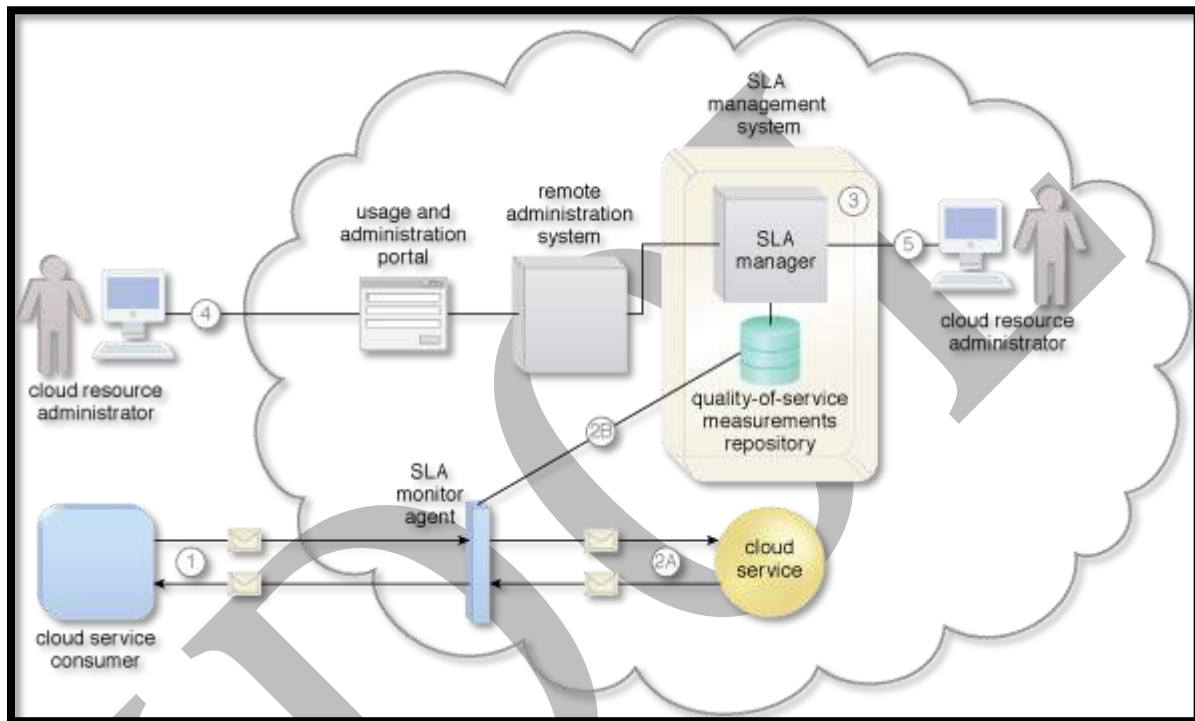 SLA
management
system
remote
administration
system
usage and
administration
portal
3
SLA
manager
5
4
cloud resource
administrator
cloud resource
administrator
quality-of-service
measurements
repository
2B
SLA
monitor
agent
1
2A
cloud
service
cloud service
consumer